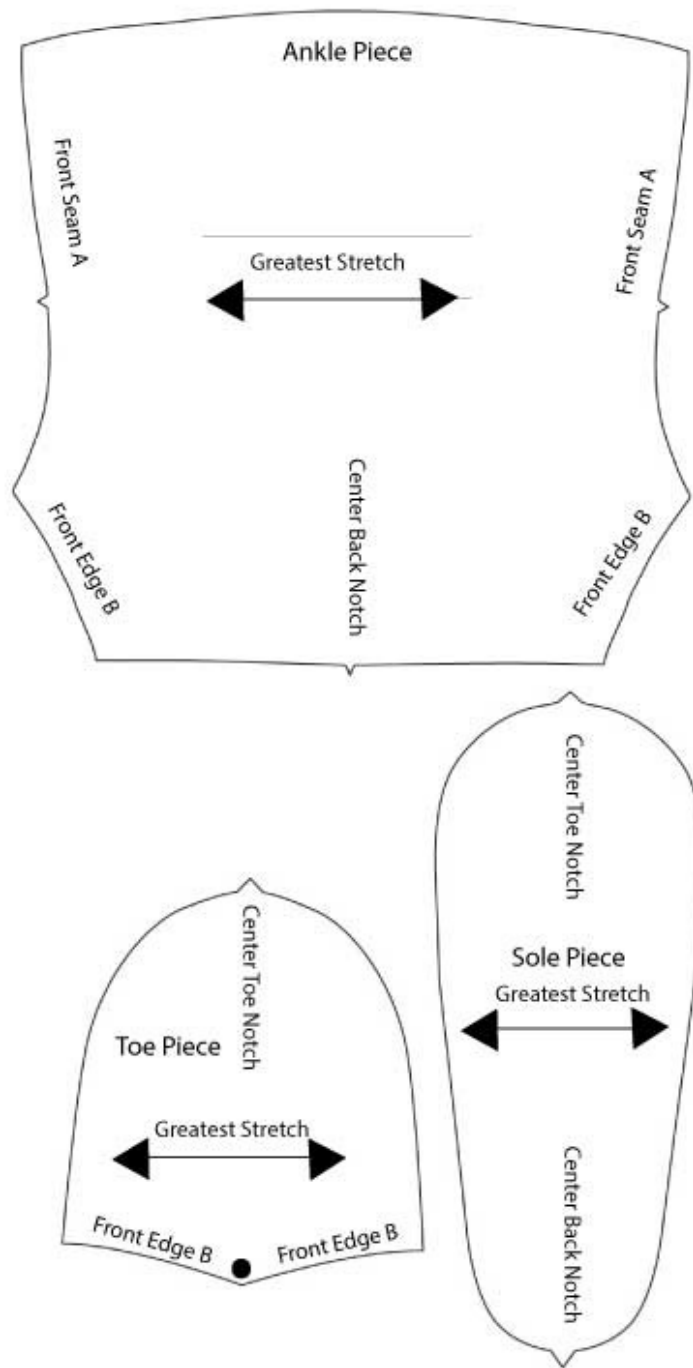 Ankle Piece
Front Seam A
Front Seam A
Greatest Stretch
Center Back Notch
Front Edge B
Front Edge B
Center Toe Notch
Sole Piece
Greatest Stretch
Center Back Notch
Center Toe Notch
Toe Piece
Greatest Stretch
Front Edge B
Front Edge B